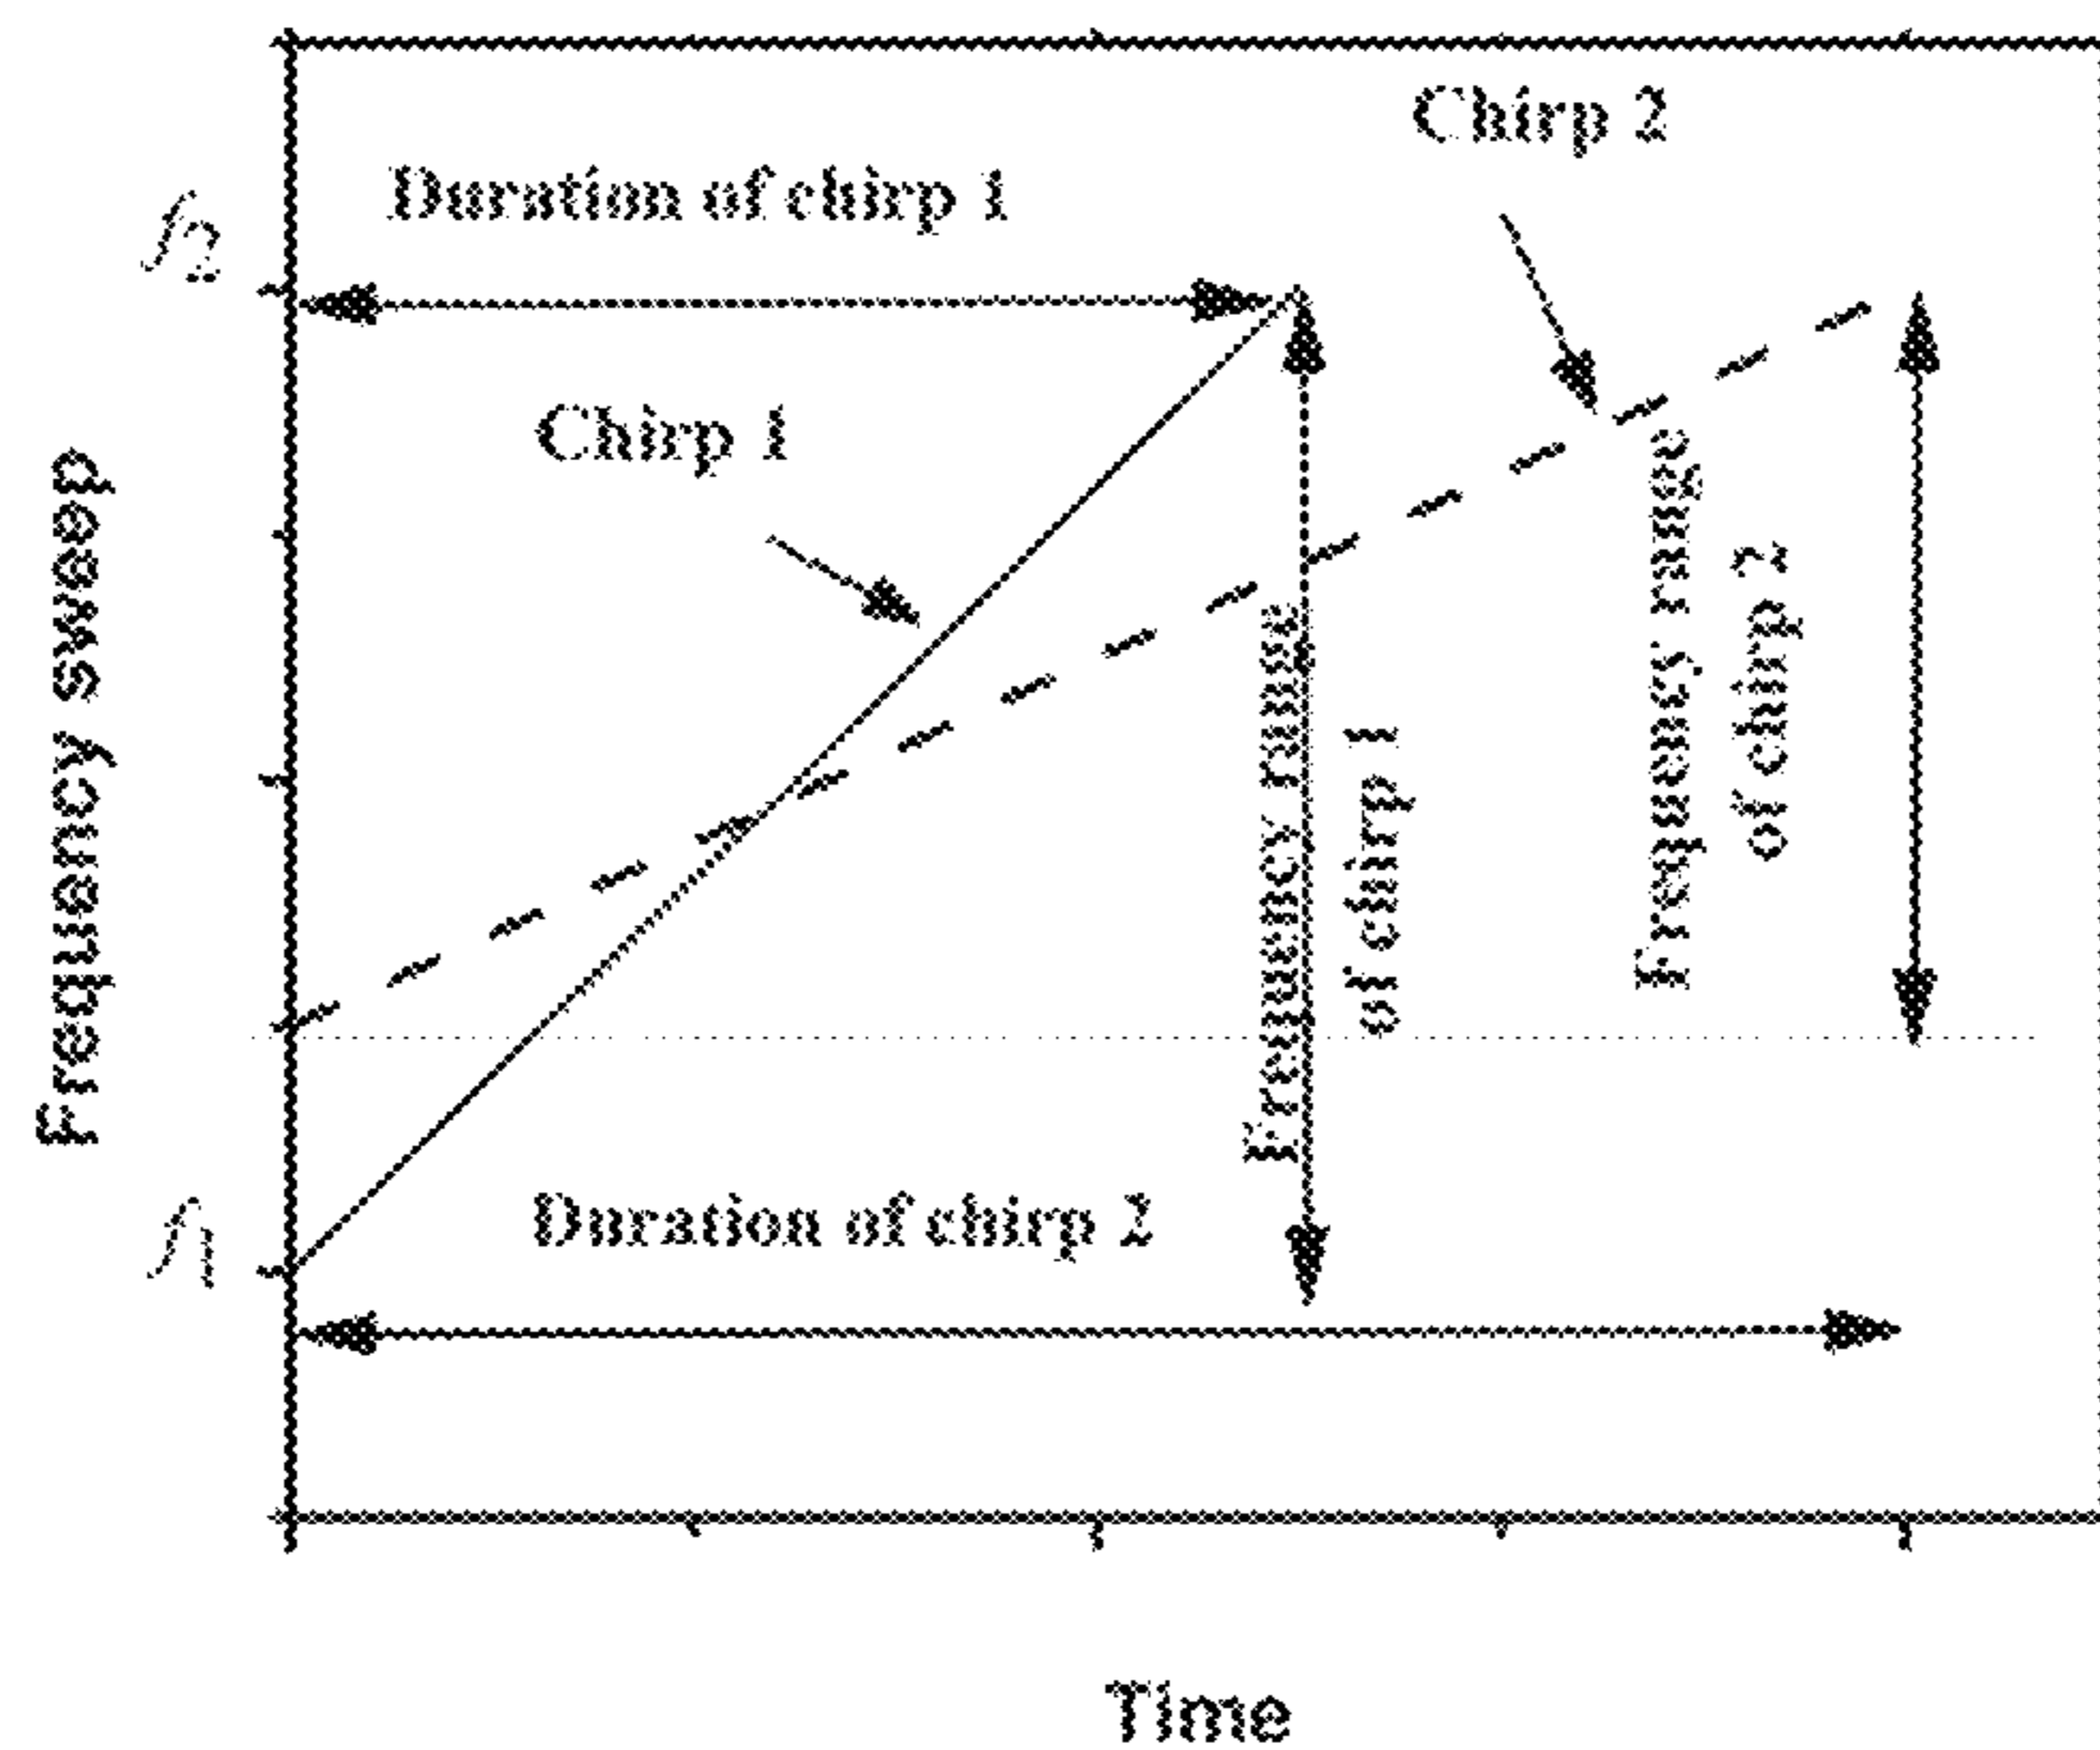 Chirp 2
Duration of chirp 1
f2
Chirp 1
Frequency sweep
Frequency range
of chirp 1
Frequency range
of chirp 2
f1
Duration of chirp 2
Time